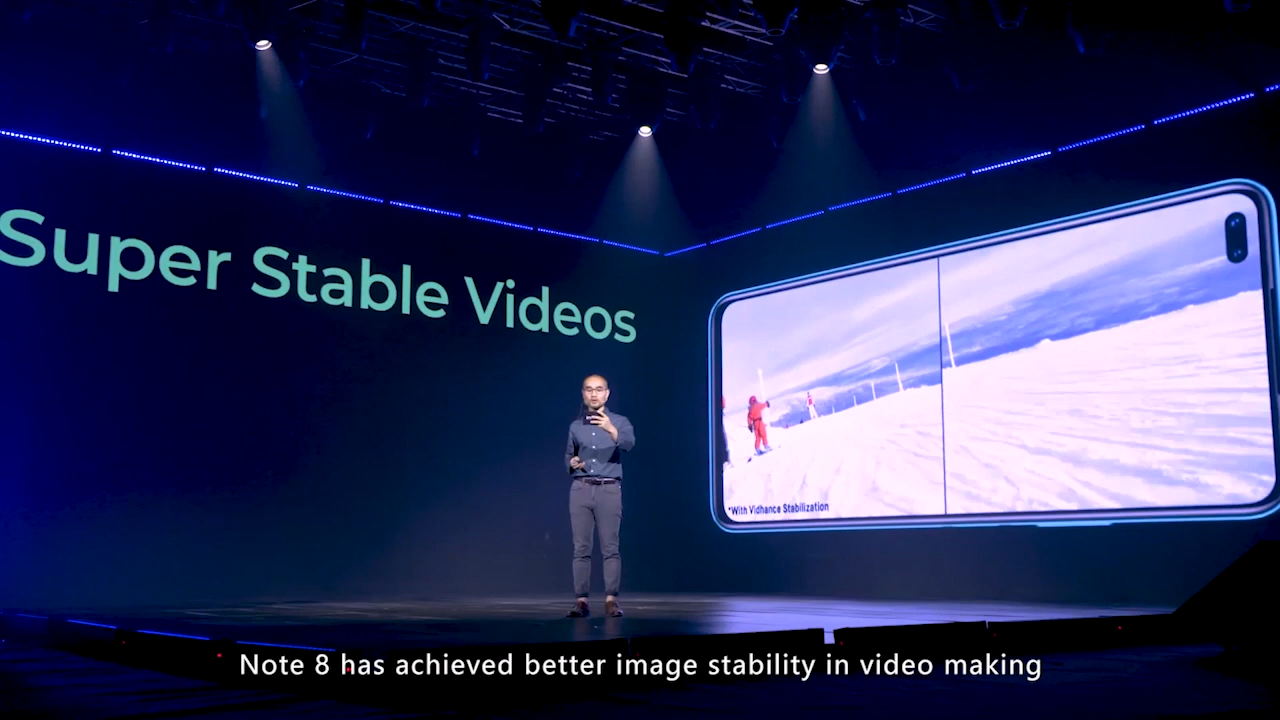 Super Stable Videos
*With Vidhance Stabilization
Note 8 has achieved better image stability in video making